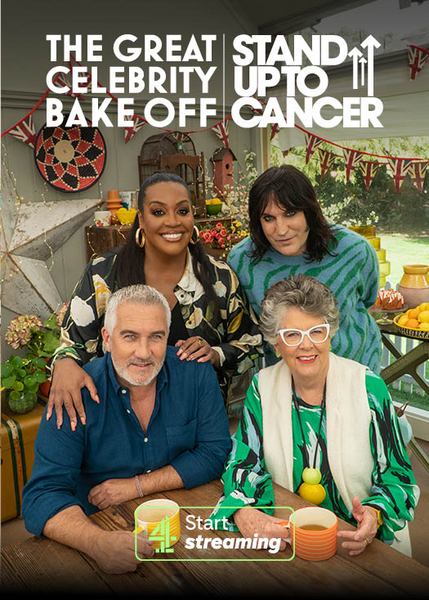 THE GREAT
CELEBRITY
BAKE OFF
STAND
UP TO
CANCER
4 Start
streaming